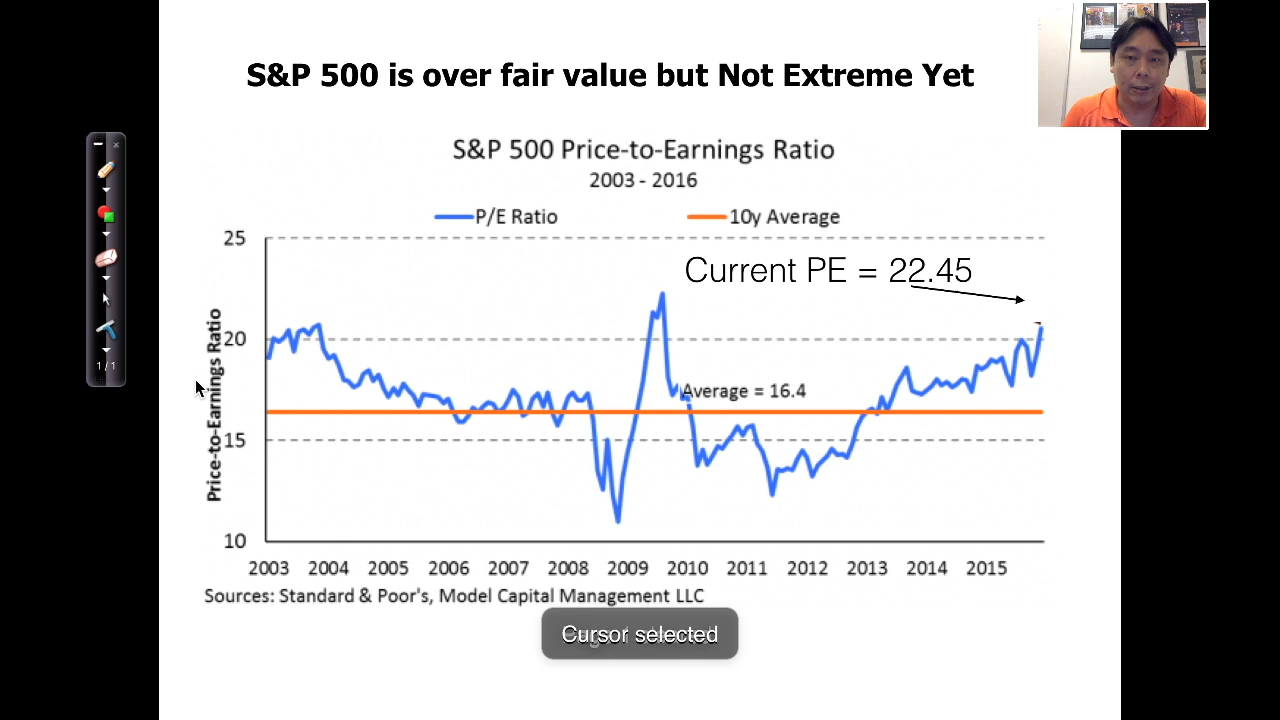 S&P 500 is over fair value but Not Extreme Yet
S&P 500 Price-to-Earnings Ratio
2003 - 2016
P/E Ratio
10y Average
25
Current PE = 22.45
Price-to-Earnings Ratio
20
Average = 16.4
15
10
2003 2004 2005 2006 2007 2008 2009 2010 2011 2012 2013 2014 2015
Sources: Standard & Poor's, Model Capital Management LLC
Cursor selected
1/1